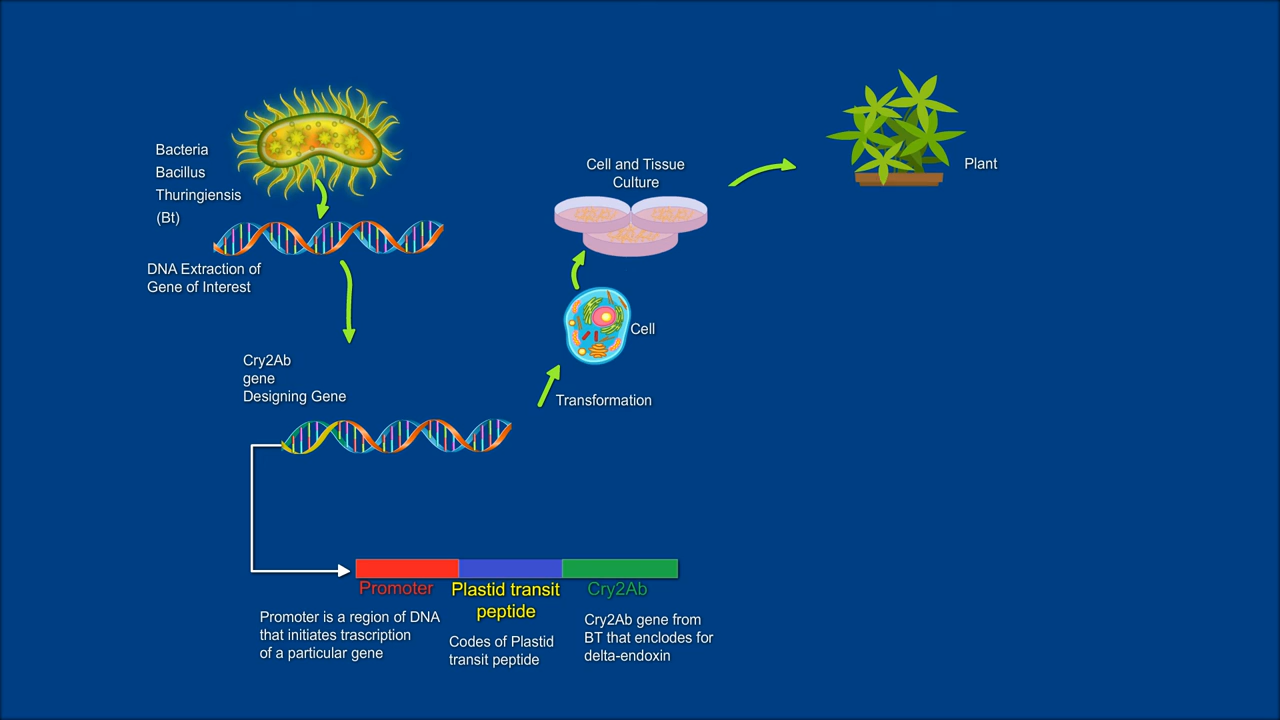 Bacteria
Bacillus
Thuringiensis
(Bt)
DNA Extraction of
Gene of Interest
Cry2Ab
gene
Designing Gene
Transformation
Cell
Cell and Tissue
Culture
Plant
Promoter
Plastid transit
peptide
Cry2Ab
Promoter is a region of DNA
that initiates trascription
of a particular gene
Codes of Plastid
transit peptide
Cry2Ab gene from
BT that enclodes for
delta-endoxin